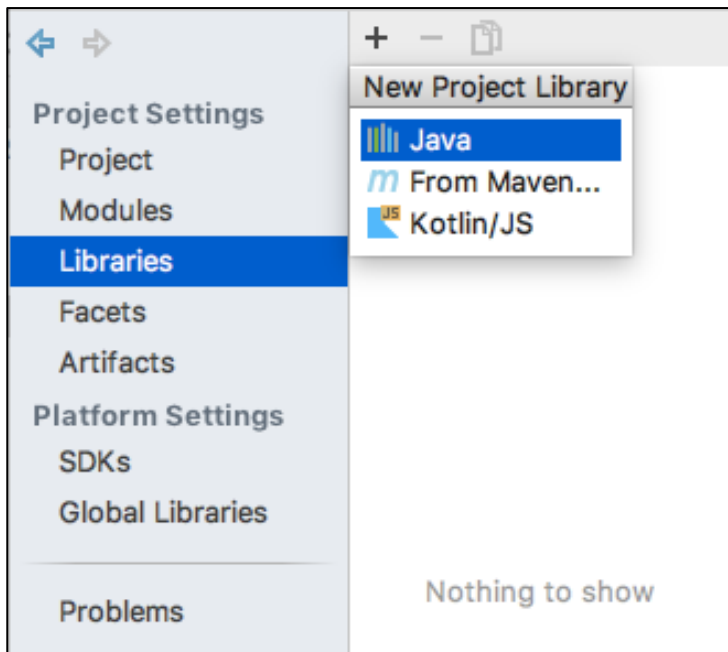 Project Settings
Project
Modules
Libraries
Facets
Artifacts
Platform Settings
SDKs
Global Libraries
Problems
New Project Library
Java
m From Maven...
JS Kotlin/JS
Nothing to show